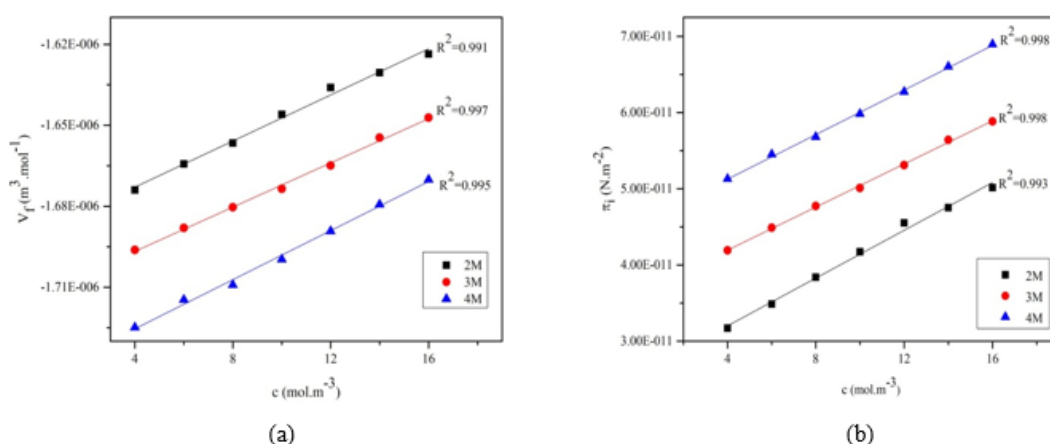 -1.62E-006
-1.65E-006
-1.68E-006
-1.71E-006
V_f (m³.mol⁻¹)
R²=0.991
R²=0.997
R²=0.995
2M
3M
4M
4 8 12 16
c (mol.m⁻³)
(a)
7.00E-011
6.00E-011
5.00E-011
4.00E-011
3.00E-011
π_i (N.m⁻²)
R²=0.998
R²=0.998
R²=0.993
2M
3M
4M
4 8 12 16
c (mol.m⁻³)
(b)